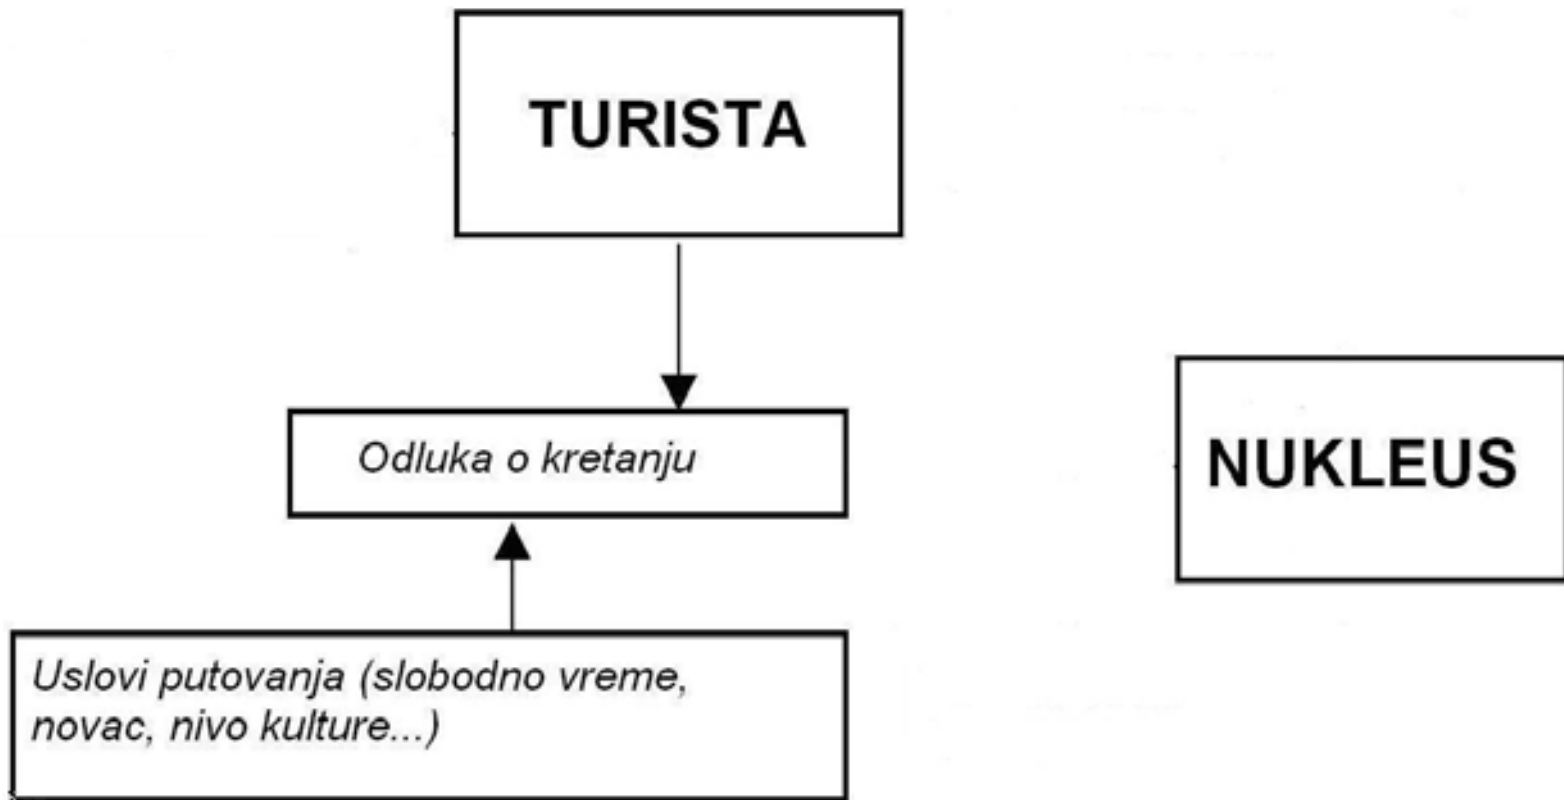 TURISTA
Odluka o kretanju
NUKLEUS
Uslovi putovanja (slobodno vreme,
novac, nivo kulture...)